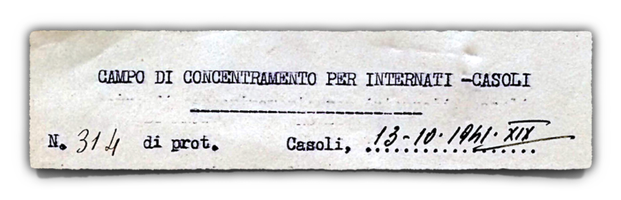 CAMPO DI CONCENTRAMENTO PER INTERNATI -CASOLI
N. 314 di prot. Casoli, 13-10-1941-XIX